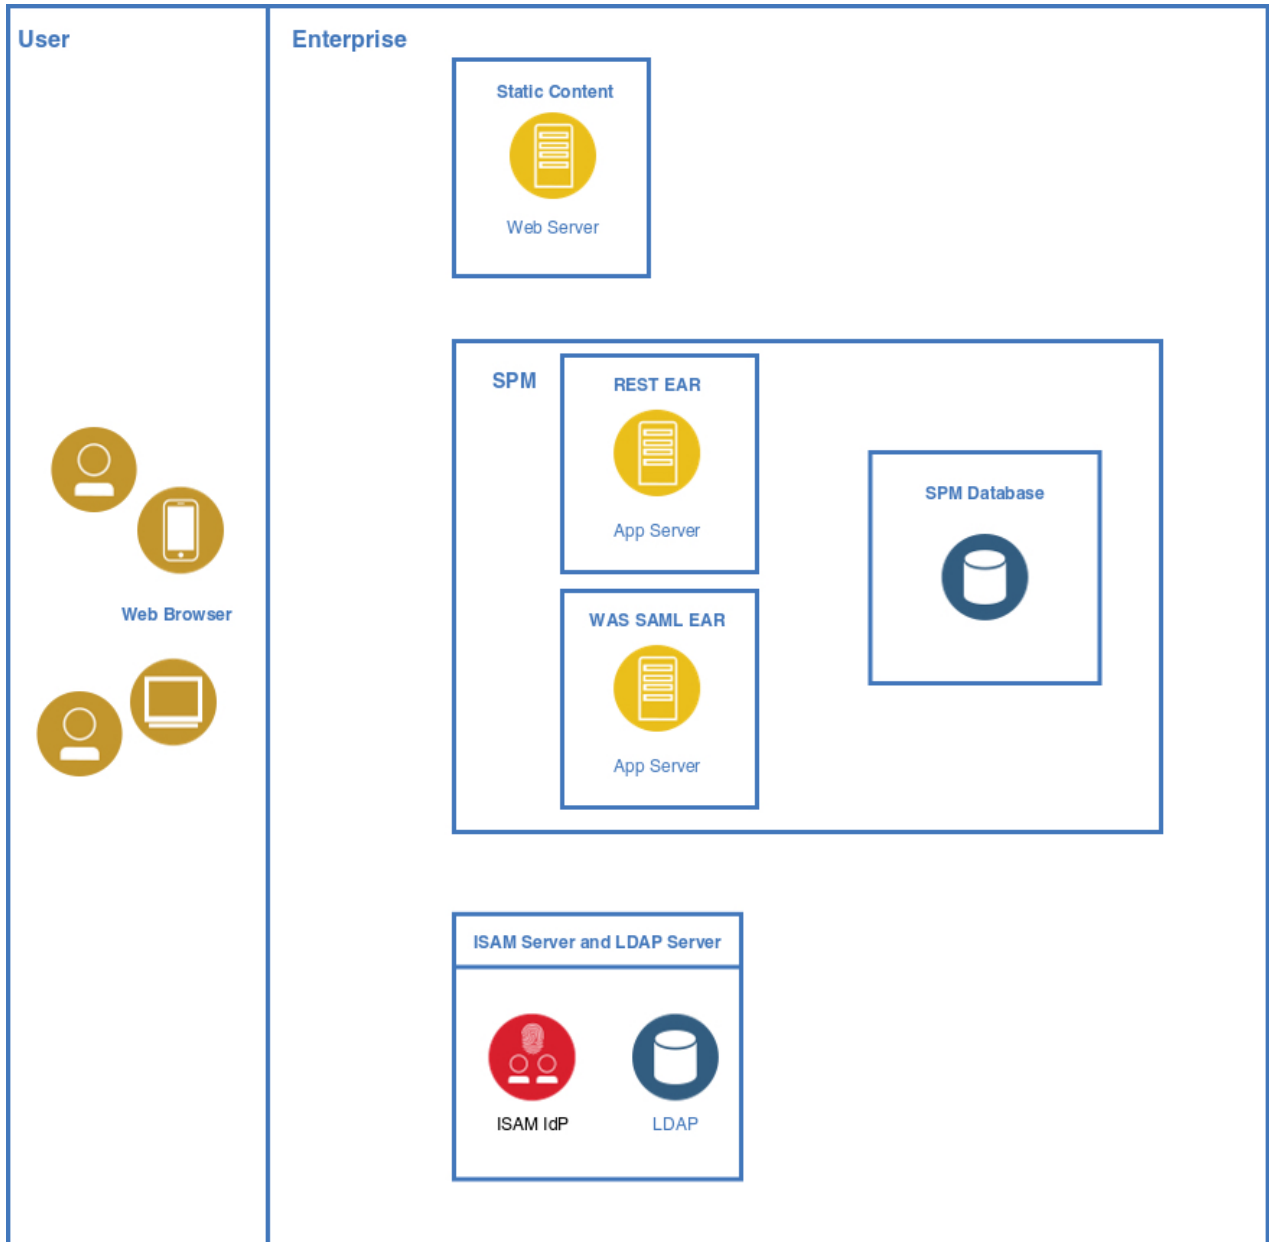 User
Enterprise
Static Content
Web Server
SPM
REST EAR
App Server
SPM Database
Web Browser
WAS SAML EAR
App Server
ISAM Server and LDAP Server
ISAM IdP
LDAP